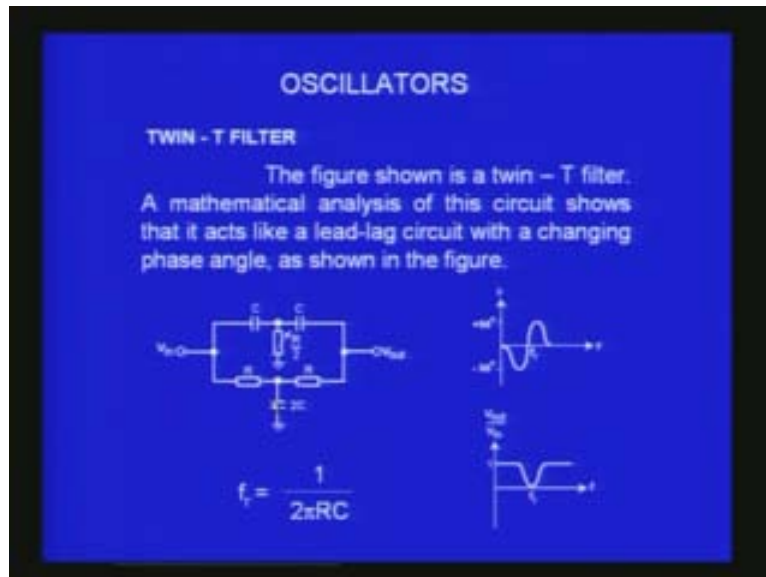 OSCILLATORS
TWIN - T FILTER
The figure shown is a twin – T filter.
A mathematical analysis of this circuit shows
that it acts like a lead-lag circuit with a changing
phase angle, as shown in the figure.
C C
R R
2C
fr = 1
2πRC